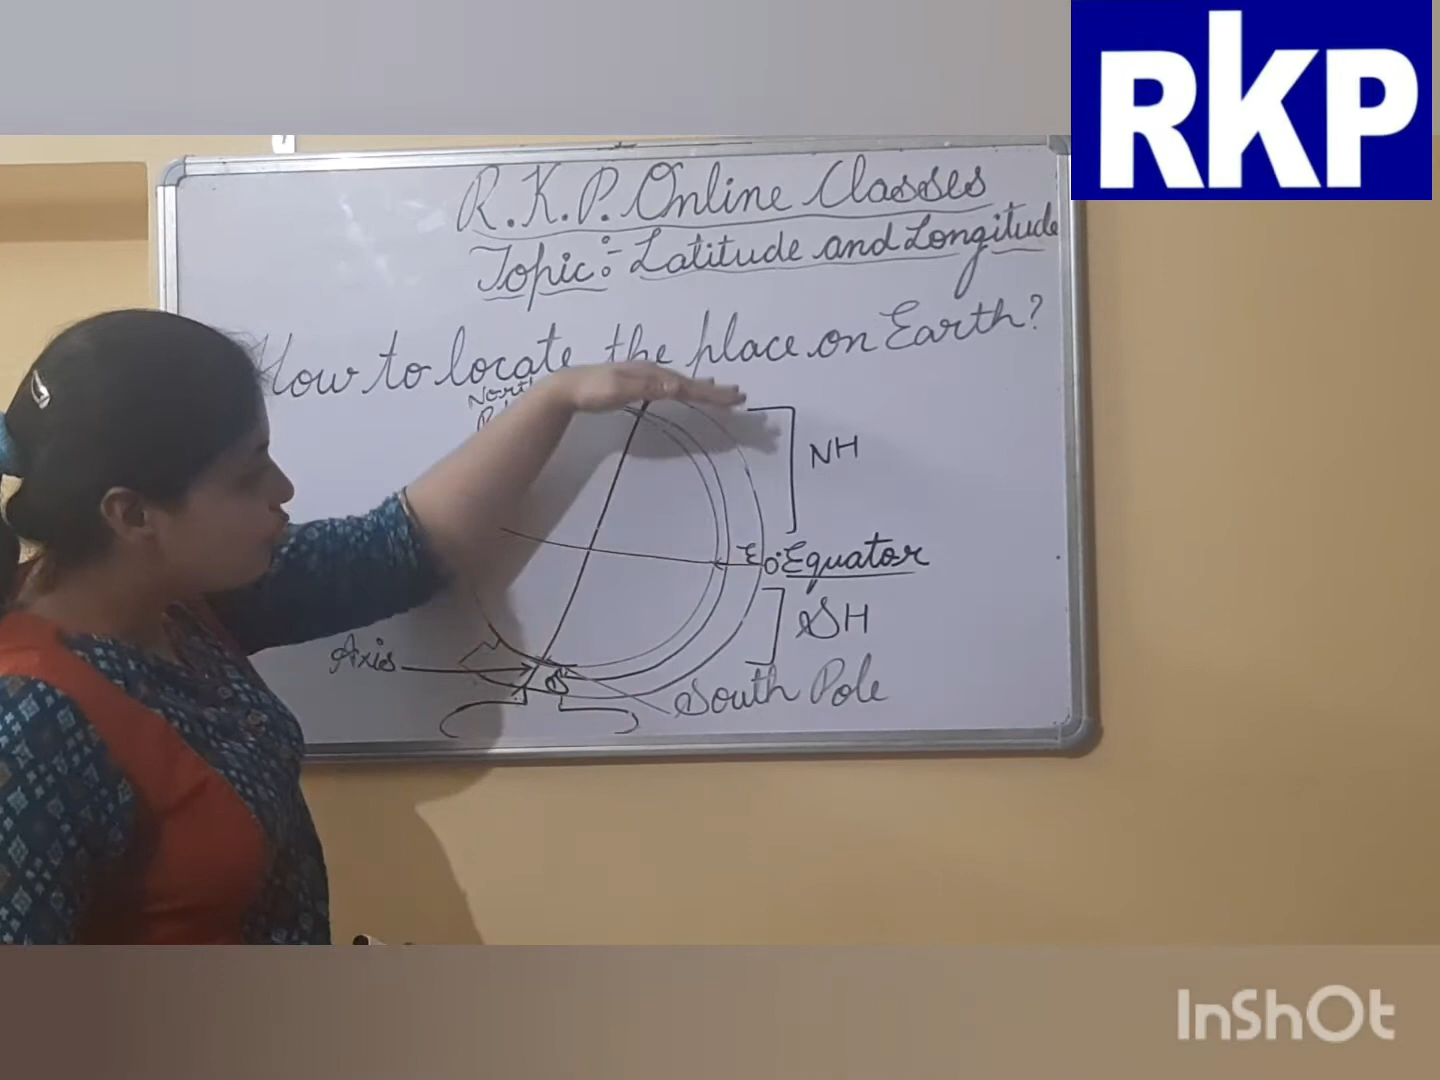 RKP
R.K.P. Online Classes
Topic:- Latitude and Longitude
How to locate the place on Earth?
North
NH
E 0° Equator
SH
Axis
S
South Pole
InShOt